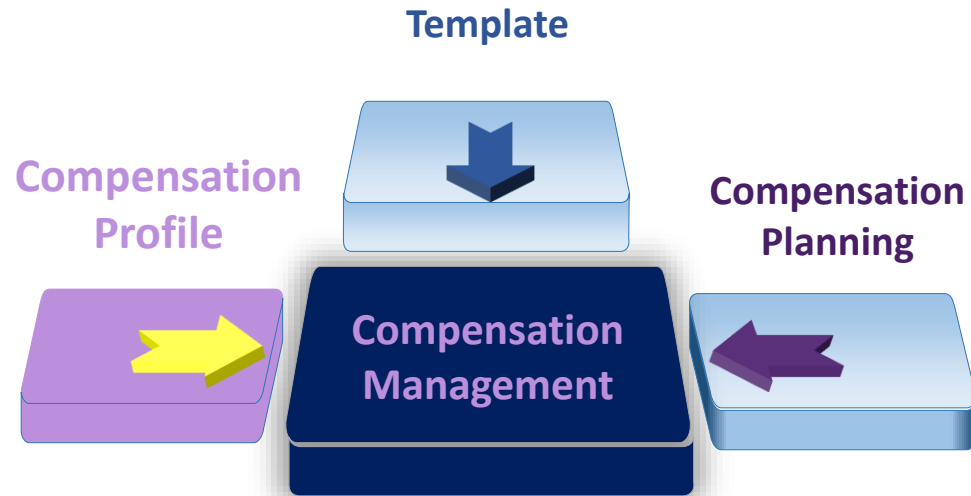 Template
Compensation
Profile
Compensation
Planning
Compensation
Management